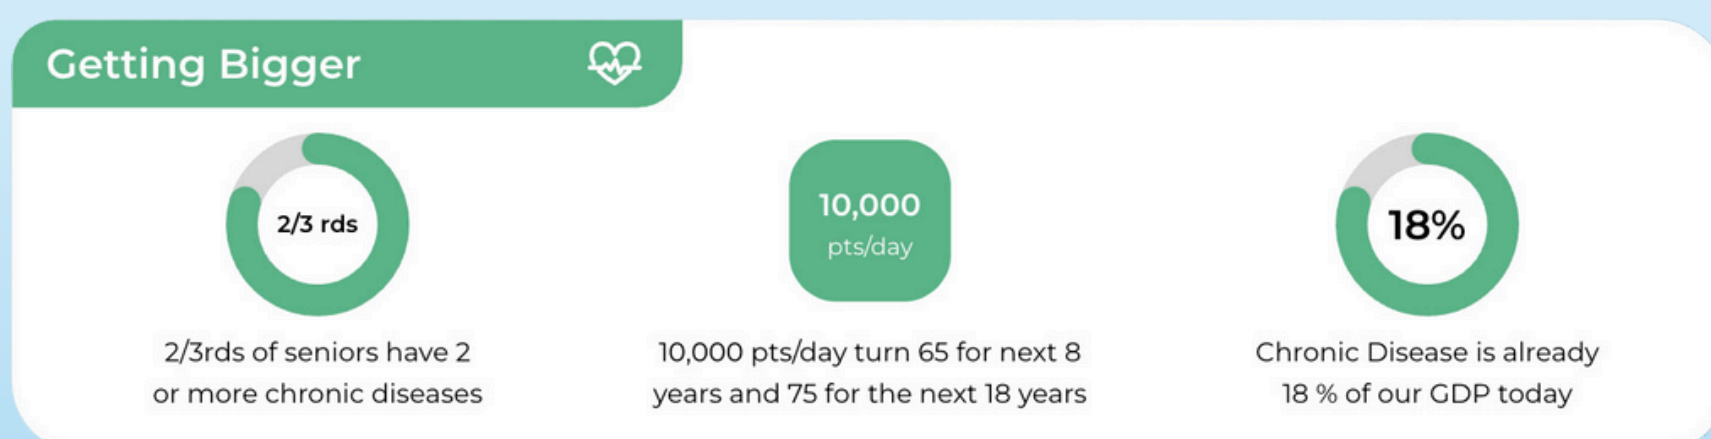 Getting Bigger
2/3 rds
2/3rds of seniors have 2
or more chronic diseases
10,000
pts/day
10,000 pts/day turn 65 for next 8
years and 75 for the next 18 years
18%
Chronic Disease is already
18 % of our GDP today